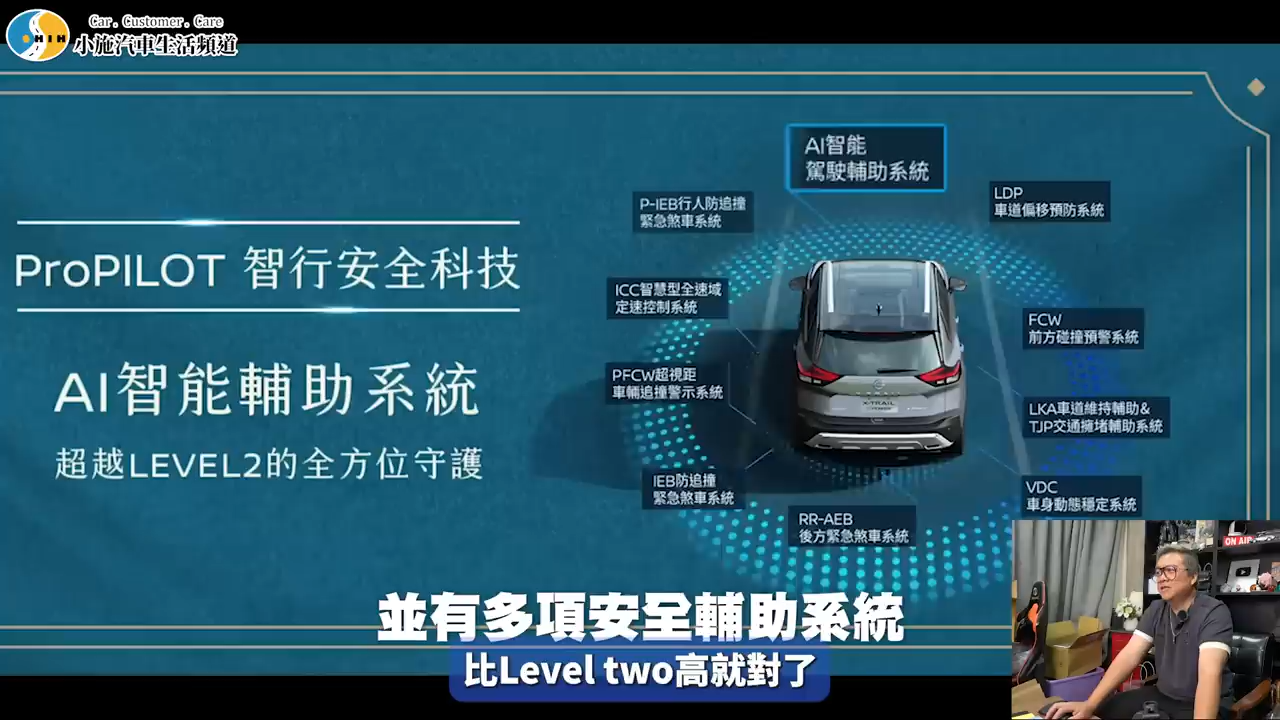 Car. Customer. Care
SHIH
小施汽車生活頻道
AI智能
駕駛輔助系統
P-IEB行人防追撞
緊急煞車系統
LDP
車道偏移預防系統
ProPILOT 智行安全科技
ICC智慧型全速域
定速控制系統
FCW
前方碰撞預警系統
AI智能輔助系統
超越LEVEL2的全方位守護
PFCW超視距
車輛追撞警示系統
LKA車道維持輔助&
TJP交通擁堵輔助系統
IEB防追撞
緊急煞車系統
VDC
車身動態穩定系統
RR-AEB
後方緊急煞車系統
X-TRAIL
ON AIR
並有多項安全輔助系統
比Level two高就對了